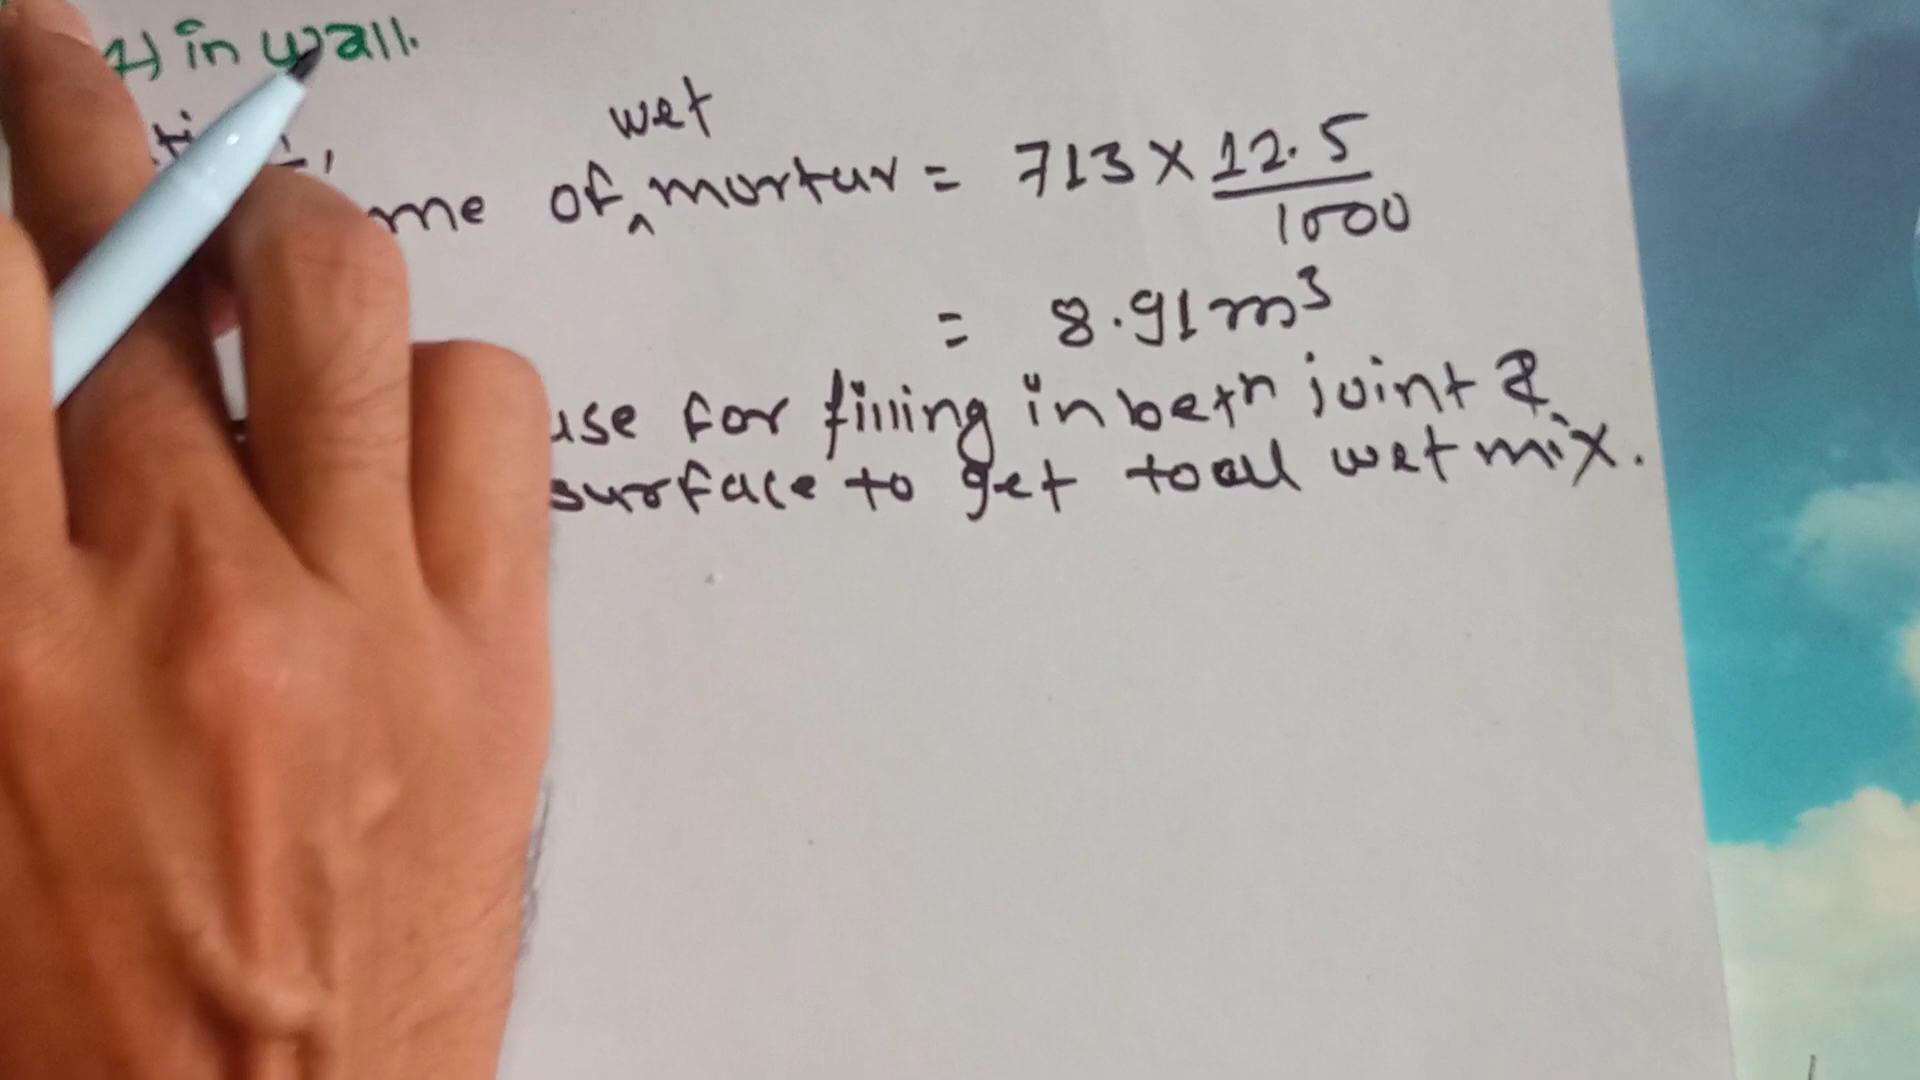 in wall.
wet
me of ^ mortar = 713 × 12.5/1000
= 8.91 m³
use for filling in betn joint &
surface to get toal wet mix.